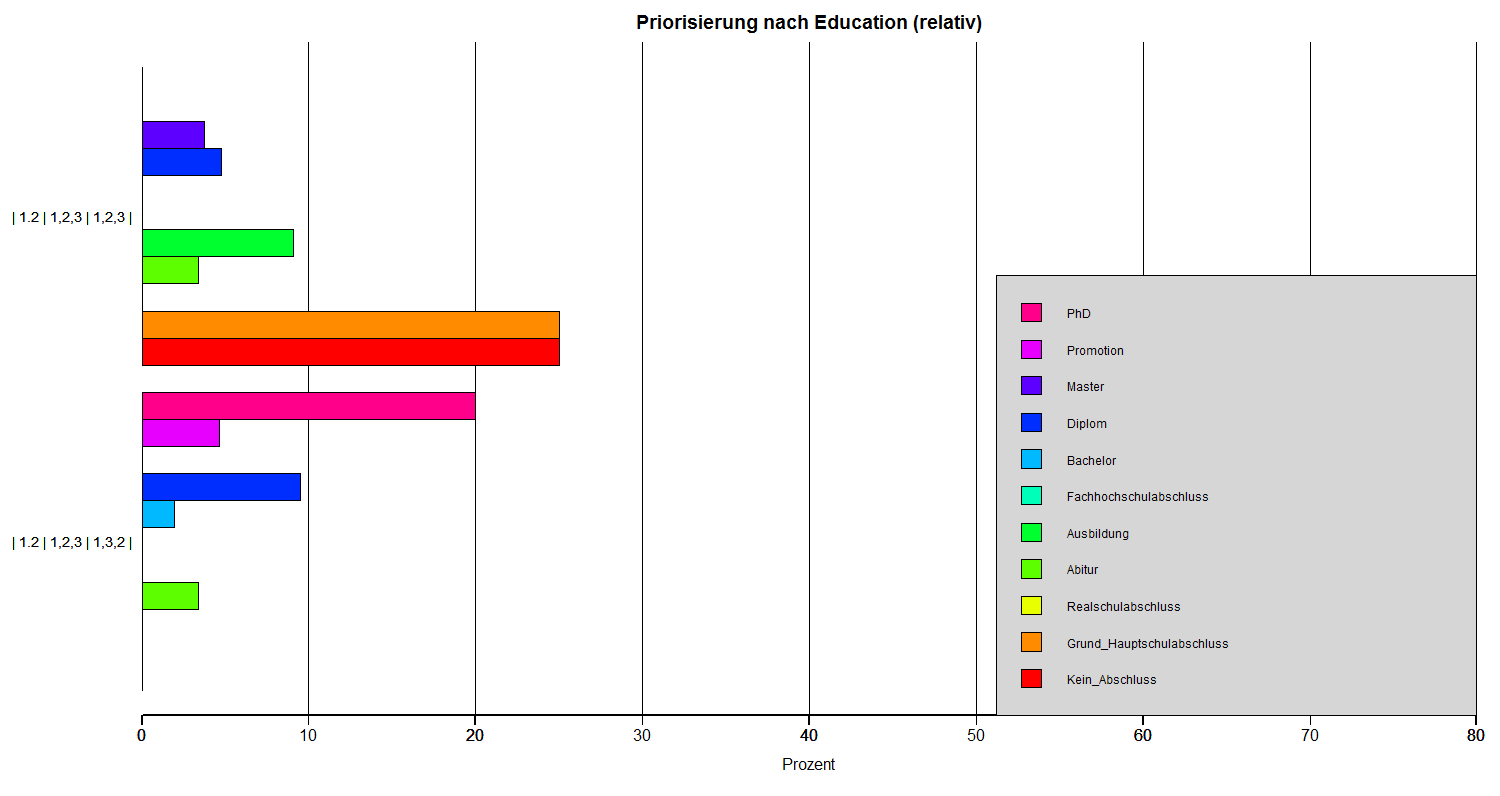 Priorisierung nach Education (relativ)
| 1.2 | 1,2,3 | 1,2,3 |
| 1.2 | 1,2,3 | 1,3,2 |
PhD
Promotion
Master
Diplom
Bachelor
Fachhochschulabschluss
Ausbildung
Abitur
Realschulabschluss
Grund_Hauptschulabschluss
Kein_Abschluss
0 10 20 30 40 50 60 70 80
Prozent